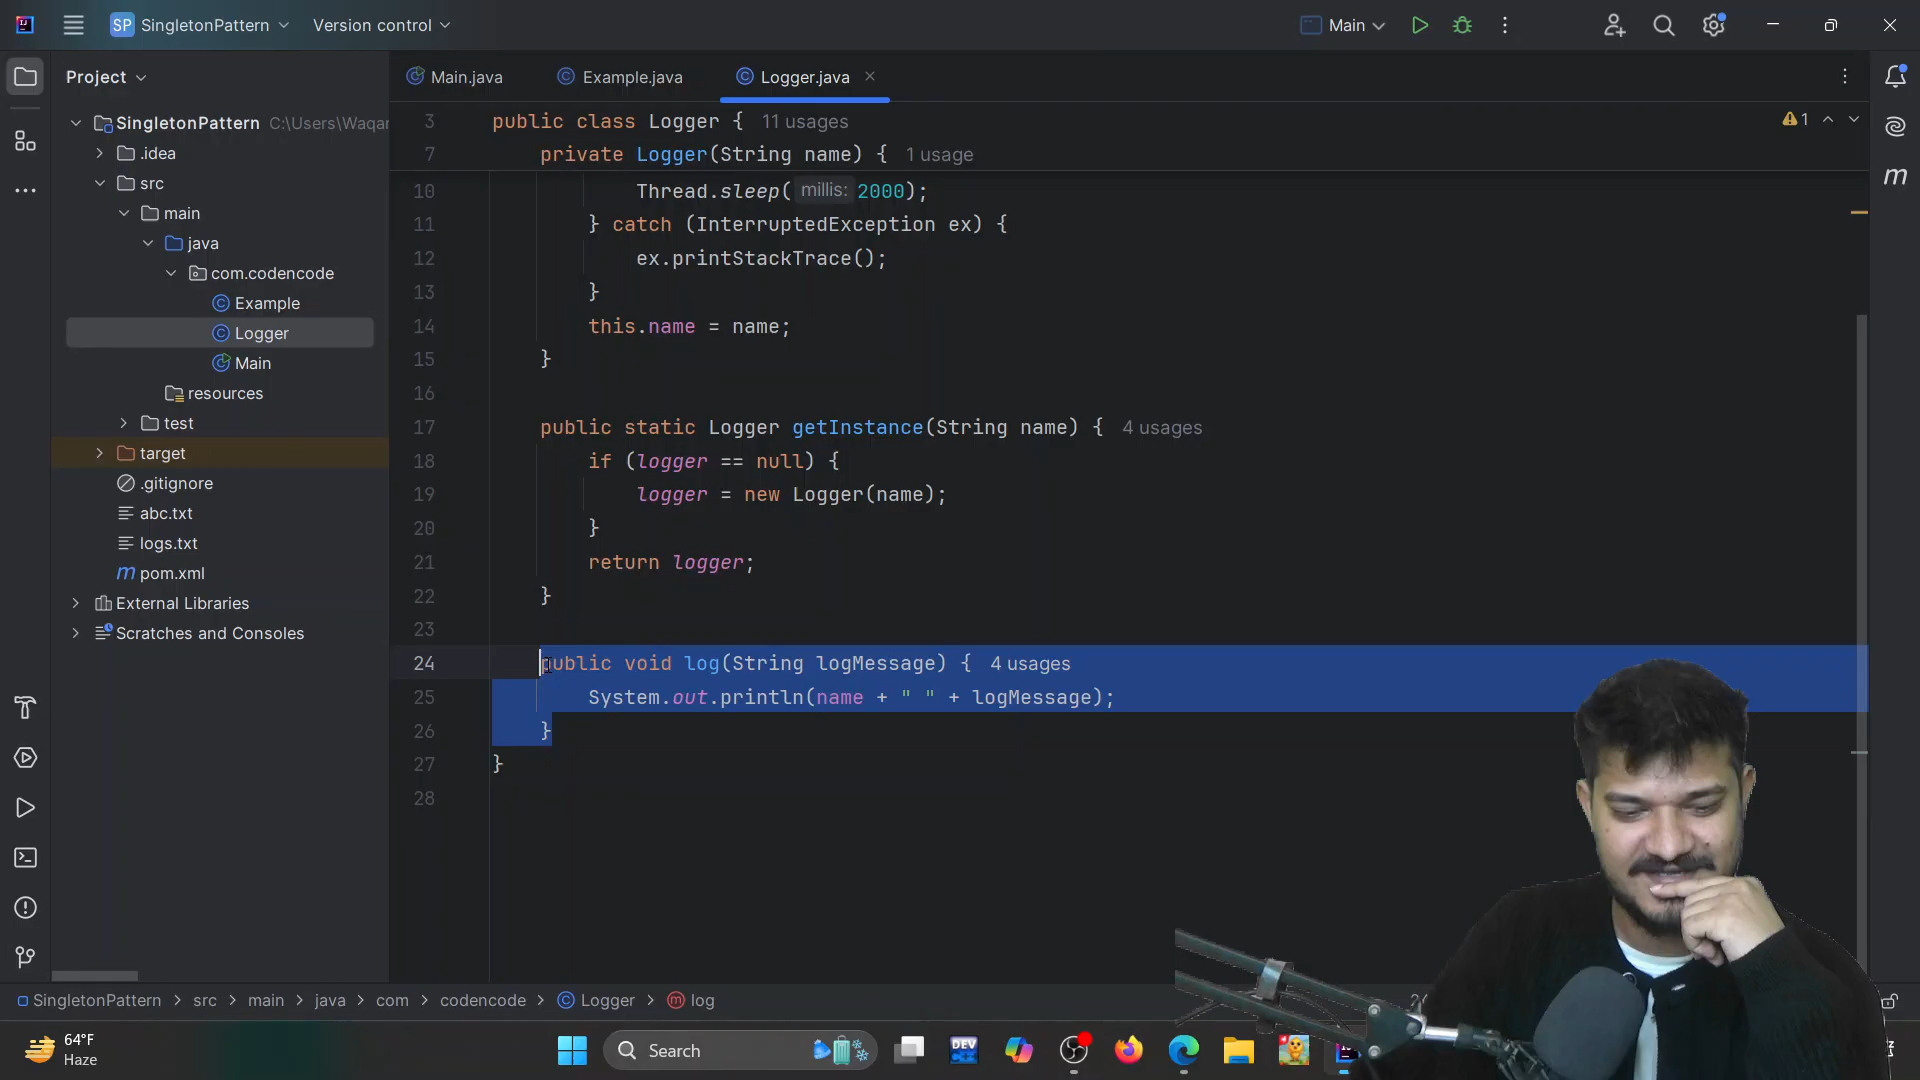 SP SingletonPattern Version control Main
Project
Main.java Example.java Logger.java
SingletonPattern C:\Users\Waqar
.idea
src
main
java
com.codencode
Example
Logger
Main
resources
test
target
.gitignore
abc.txt
logs.txt
m pom.xml
External Libraries
Scratches and Consoles
1
3 public class Logger { 11 usages
7 private Logger(String name) { 1 usage
10 Thread.sleep( millis: 2000);
11 } catch (InterruptedException ex) {
12 ex.printStackTrace();
13 }
14 this.name = name;
15 }
16
17 public static Logger getInstance(String name) { 4 usages
18 if (logger == null) {
19 logger = new Logger(name);
20 }
21 return logger;
22 }
23
24 public void log(String logMessage) { 4 usages
25 System.out.println(name + " " + logMessage);
26 }
27 }
28
m
SingletonPattern > src > main > java > com > codencode > Logger > log
64°F
Haze
Search
DEV